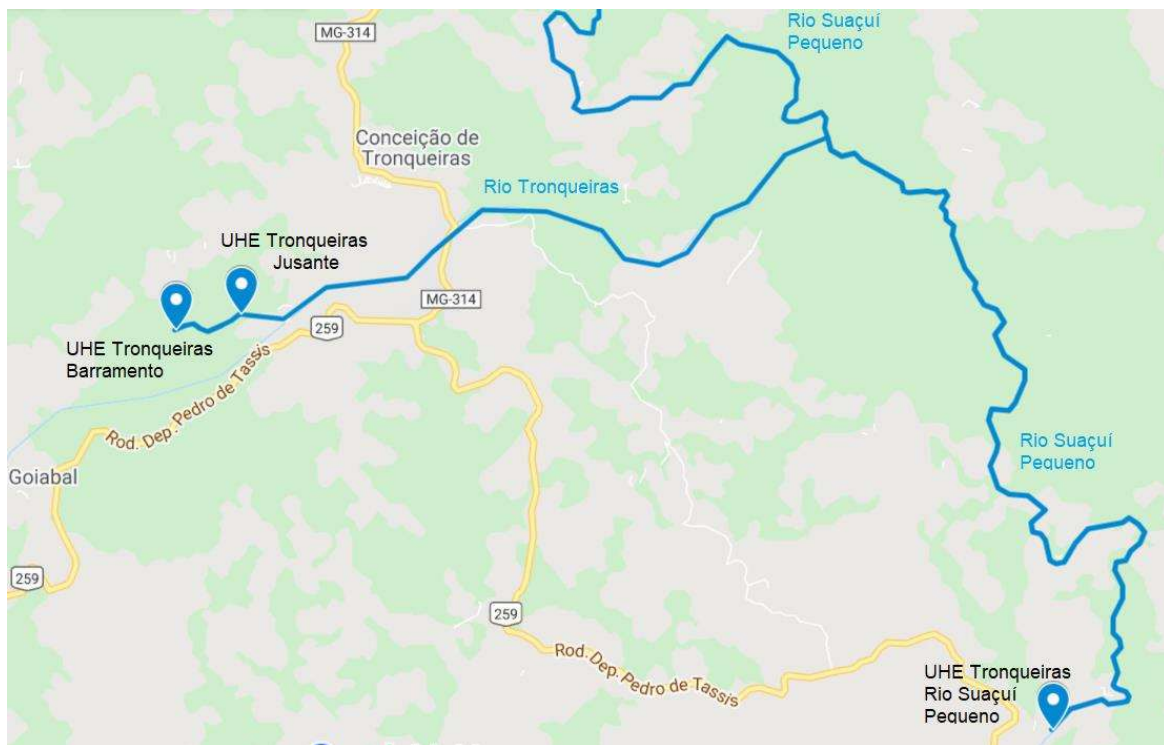 Rio Suaçuí
Pequeno
MG-314
Conceição de
Tronqueiras
Rio Tronqueiras
UHE Tronqueiras
Jusante
MG-314
259
UHE Tronqueiras
Barramento
Rod. Dep. Pedro de Tassis
Rio Suaçuí
Pequeno
Goiabal
259
259
Rod. Dep. Pedro de Tassis
UHE Tronqueiras
Rio Suaçuí
Pequeno